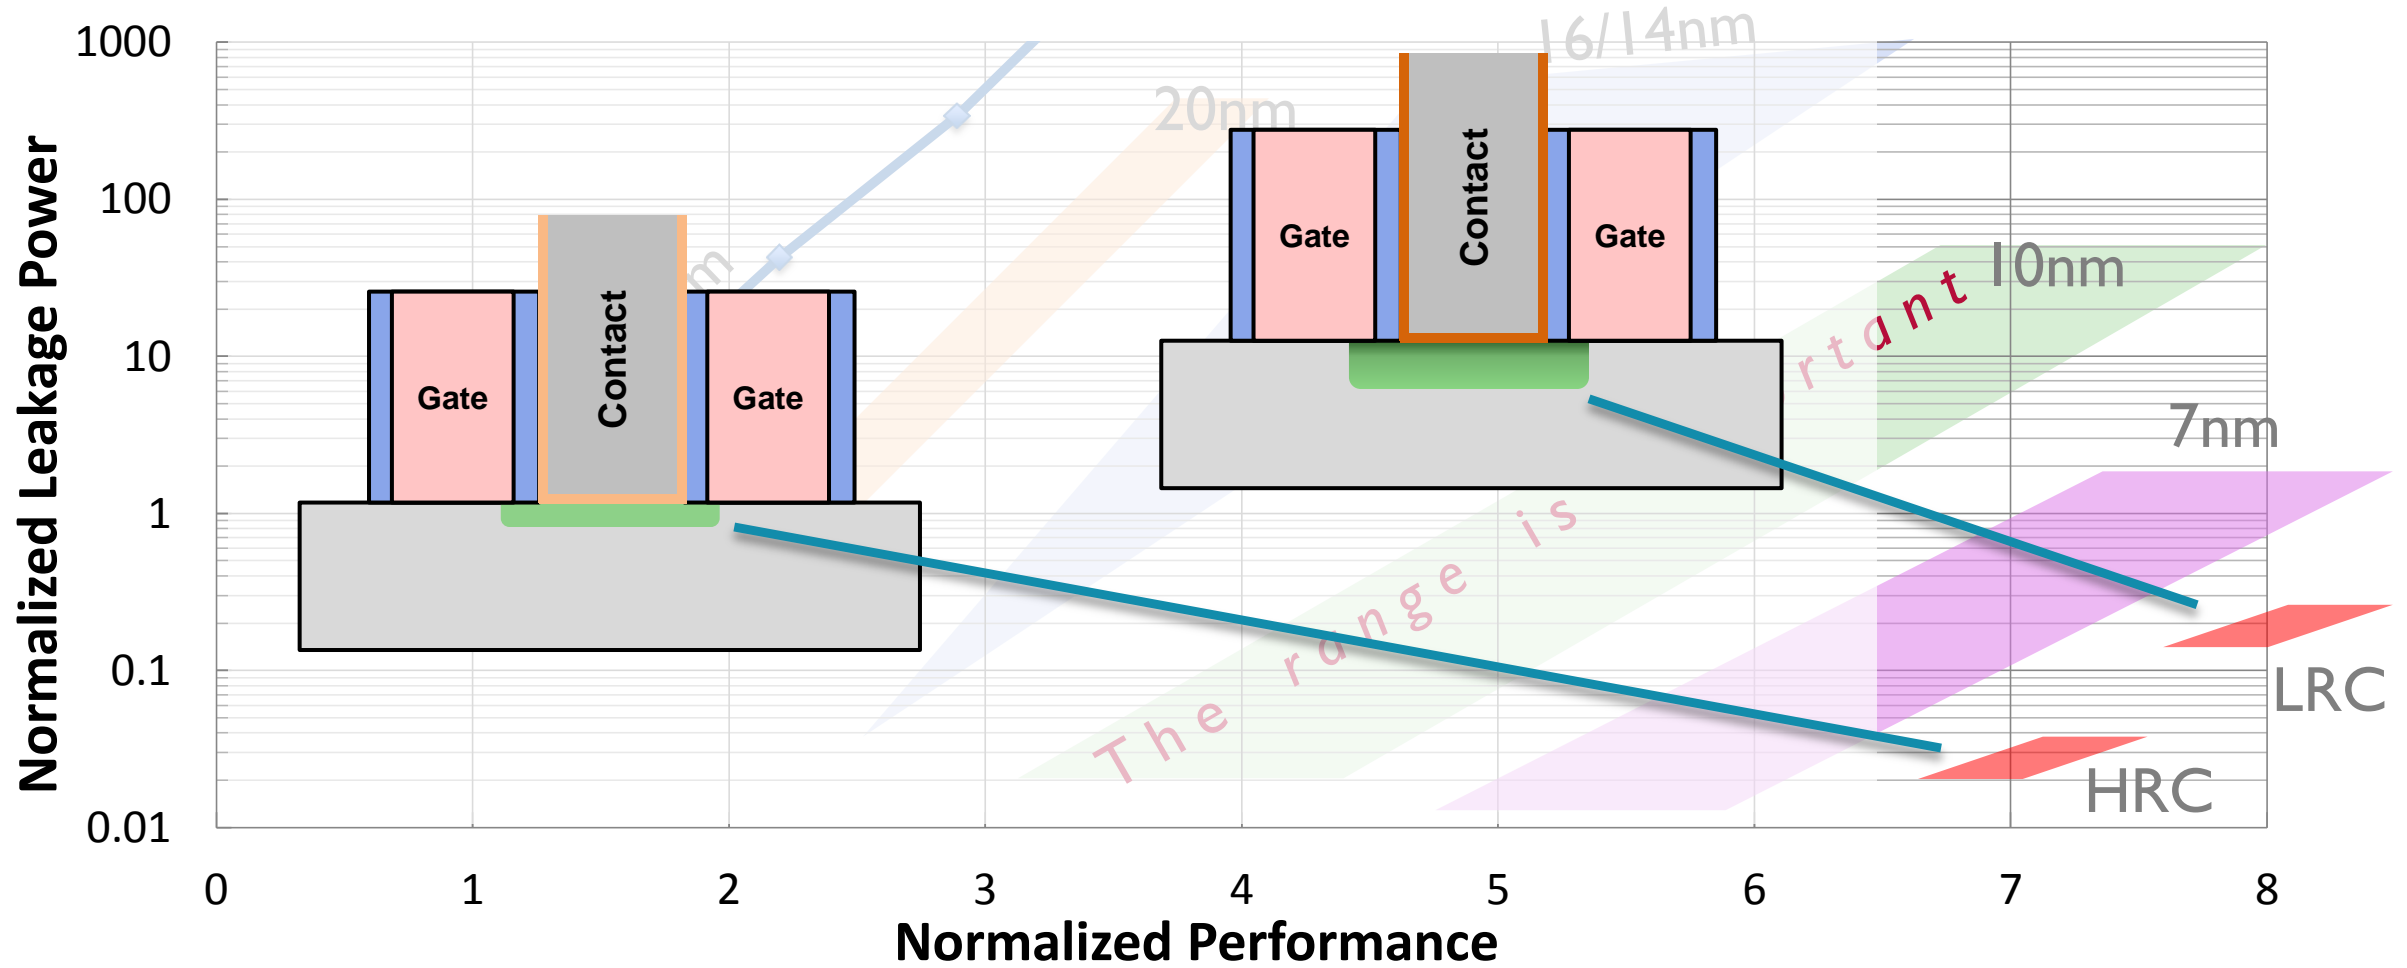 16/14nm
1000
20nm
100
10
1
0.1
0.01
Normalized Leakage Power
Gate
Contact
Gate
Gate
Contact
Gate
10nm
7nm
The range is
LRC
HRC
0 1 2 3 4 5 6 7 8
Normalized Performance